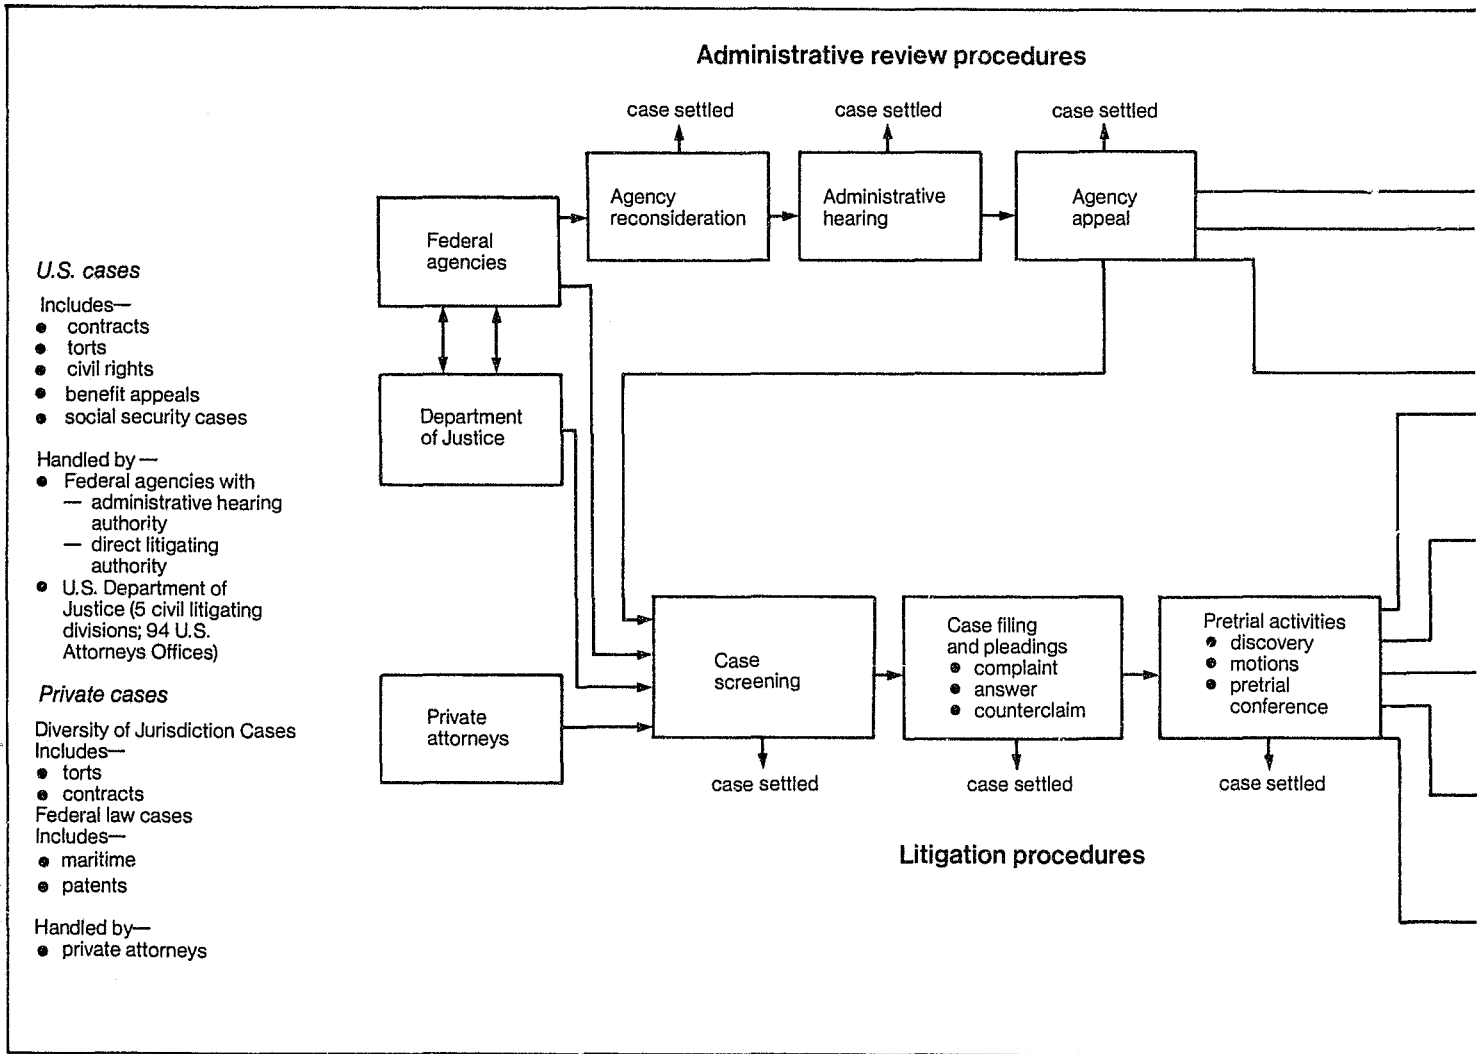 Administrative review procedures
case settled
case settled
case settled
Agency
reconsideration
Administrative
hearing
Agency
appeal
Federal
agencies
Department
of Justice
U.S. cases
Includes—
● contracts
● torts
● civil rights
● benefit appeals
● social security cases
Handled by—
● Federal agencies with
— administrative hearing
authority
— direct litigating
authority
● U.S. Department of
Justice (5 civil litigating
divisions; 94 U.S.
Attorneys Offices)
Private cases
Diversity of Jurisdiction Cases
Includes—
● torts
● contracts
Federal law cases
Includes—
● maritime
● patents
Handled by—
● private attorneys
Private
attorneys
Case
screening
Case filing
and pleadings
● complaint
● answer
● counterclaim
Pretrial activities
● discovery
● motions
● pretrial
conference
case settled
case settled
case settled
Litigation procedures